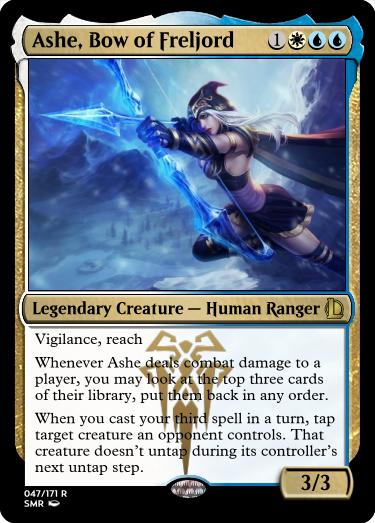 Ashe, Bow of Freljord 1
Legendary Creature — Human Ranger
Vigilance, reach
Whenever Ashe deals combat damage to a
player, you may look at the top three cards
of their library, put them back in any order.
When you cast your third spell in a turn, tap
target creature an opponent controls. That
creature doesn't untap during its controller's
next untap step.
3/3
047/171 R
SMR